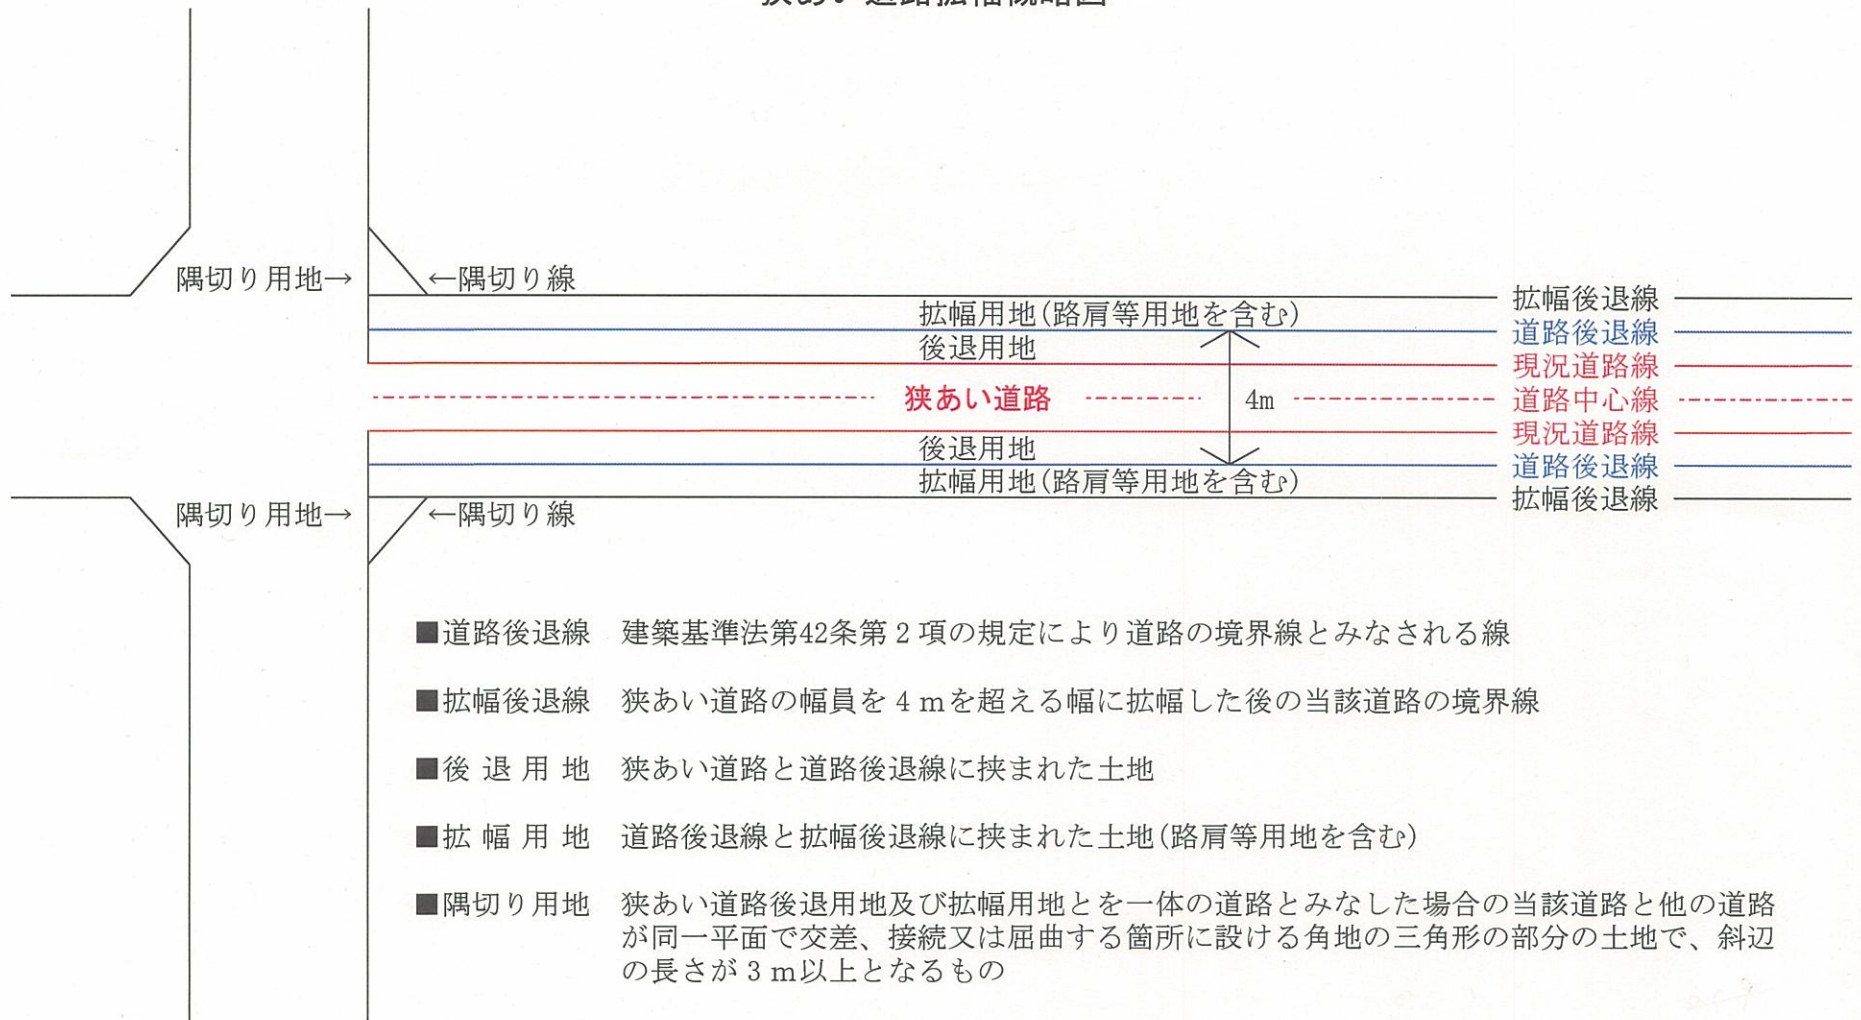 隅切り用地→
←隅切り線
拡幅後退線
拡幅用地(路肩等用地を含む)
道路後退線
後退用地
現況道路線
狭あい道路
4m
道路中心線
現況道路線
後退用地
道路後退線
拡幅用地(路肩等用地を含む)
拡幅後退線
隅切り用地→
←隅切り線
■道路後退線 建築基準法第42条第2項の規定により道路の境界線とみなされる線
■拡幅後退線 狭あい道路の幅員を4mを超える幅に拡幅した後の当該道路の境界線
■後退用地 狭あい道路と道路後退線に挟まれた土地
■拡幅用地 道路後退線と拡幅後退線に挟まれた土地(路肩等用地を含む)
■隅切り用地 狭あい道路後退用地及び拡幅用地とを一体の道路とみなした場合の当該道路と他の道路
が同一平面で交差、接続又は屈曲する箇所に設ける角地の三角形の部分の土地で、斜辺
の長さが3m以上となるもの